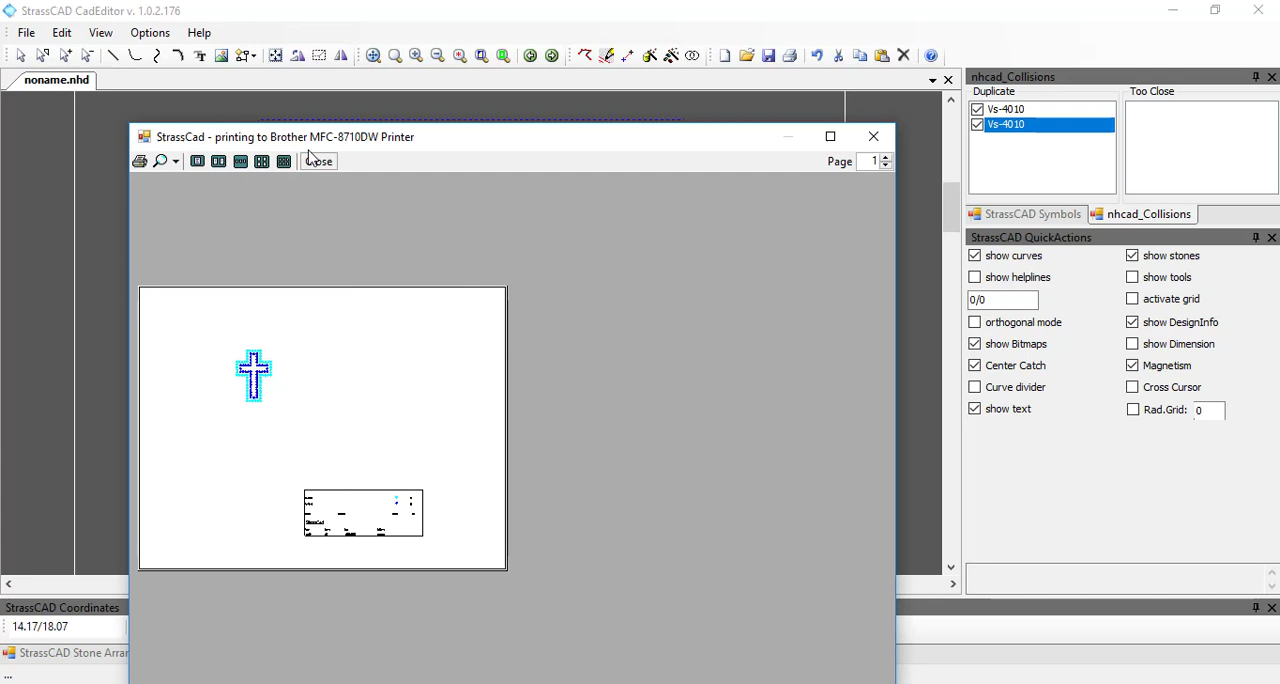 StrassCAD CadEditor v. 1.0.2.176
File Edit View Options Help
noname.nhd
StrassCad - printing to Brother MFC-8710DW Printer
Page 1
nhcad_Collisions
Duplicate Too Close
Vs-4010
Vs-4010
StrassCAD Symbols nhcad_Collisions
StrassCAD QuickActions
show curves show stones
show helplines show tools
0/0 activate grid
orthogonal mode show DesignInfo
show Bitmaps show Dimension
Center Catch Magnetism
Curve divider Cross Cursor
show text Rad.Grid: 0
StrassCad
StrassCAD Coordinates
14.17/18.07
StrassCAD Stone Arran
...